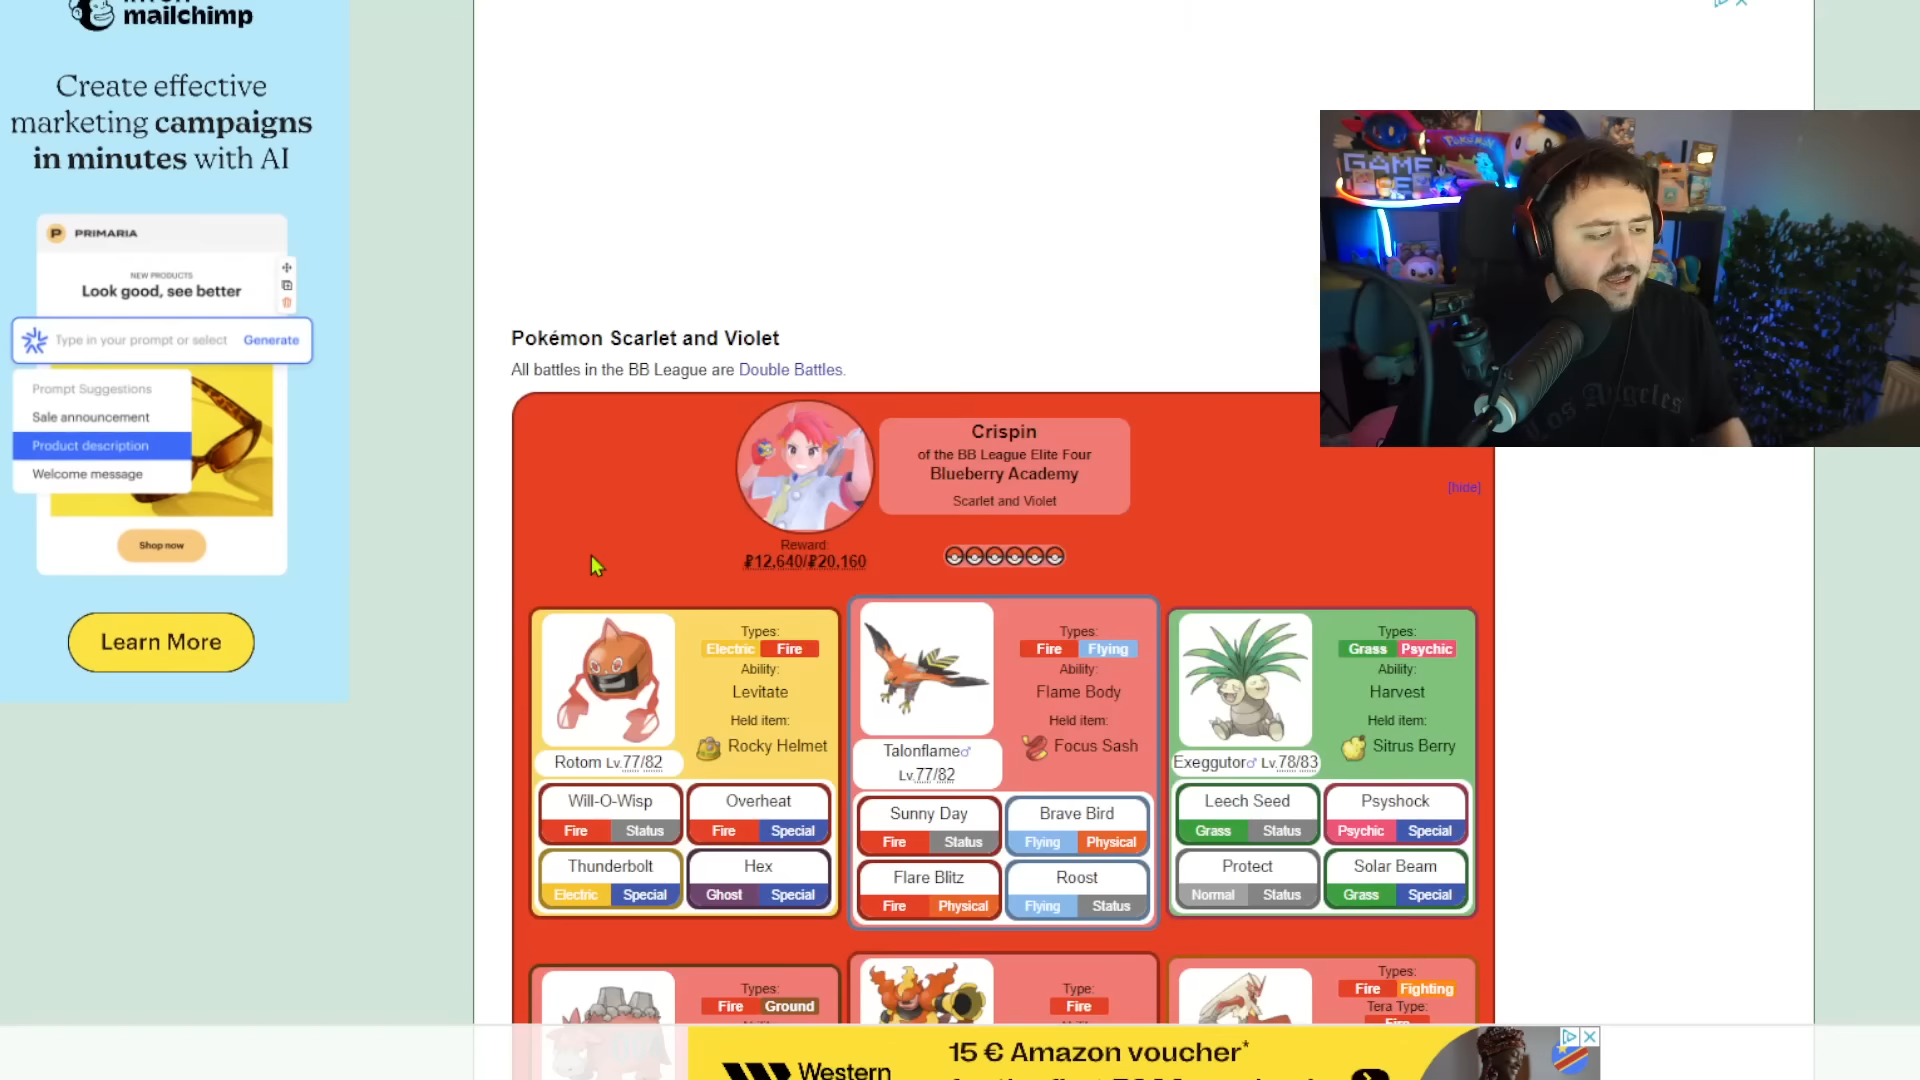 mailchimp
Create effective
marketing campaigns
in minutes with AI
P PRIMARIA
NEW PRODUCTS
Look good, see better
Type in your prompt or select Generate
Prompt Suggestions
Sale announcement
Product description
Welcome message
Shop now
Learn More
POKÉMON
GAME
Los Angeles
Pokémon Scarlet and Violet
All battles in the BB League are Double Battles.
Crispin
of the BB League Elite Four
Blueberry Academy
Scarlet and Violet
[hide]
Reward:
₽12,640/₽20,160
Types:
Electric Fire
Ability:
Levitate
Held item:
Rocky Helmet
Rotom Lv.77/82
Will-O-Wisp
Fire Status
Overheat
Fire Special
Thunderbolt
Electric Special
Hex
Ghost Special
Types:
Fire Flying
Ability:
Flame Body
Held item:
Focus Sash
Talonflame♂
Lv.77/82
Sunny Day
Fire Status
Brave Bird
Flying Physical
Flare Blitz
Fire Physical
Roost
Flying Status
Types:
Grass Psychic
Ability:
Harvest
Held item:
Sitrus Berry
Exeggutor♂ Lv.78/83
Leech Seed
Grass Status
Psyshock
Psychic Special
Protect
Normal Status
Solar Beam
Grass Special
Types:
Fire Ground
Type:
Fire
Types:
Fire Fighting
Tera Type:
Fire
Western
15 € Amazon voucher*